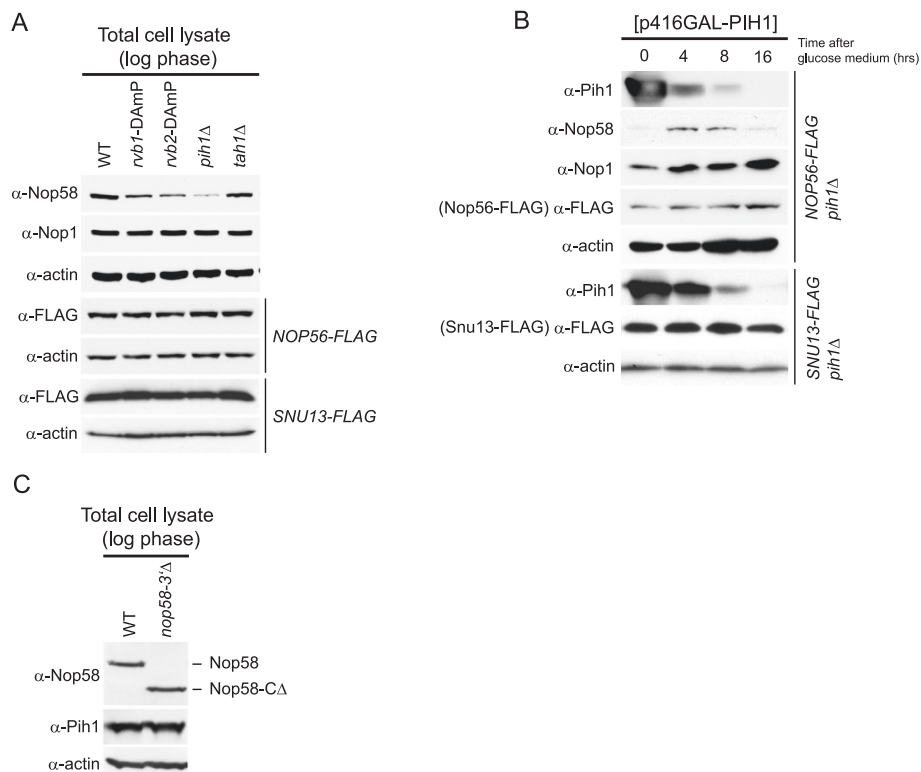 A
Total cell lysate
(log phase)
WT
rvb1-DAmP
rvb2-DAmP
pih1Δ
tah1Δ
α-Nop58
α-Nop1
α-actin
α-FLAG
α-actin
NOP56-FLAG
α-FLAG
α-actin
SNU13-FLAG
B
[p416GAL-PIH1]
0 4 8 16
Time after
glucose medium (hrs)
α-Pih1
α-Nop58
α-Nop1
(Nop56-FLAG) α-FLAG
α-actin
NOP56-FLAG
pih1Δ
α-Pih1
(Snu13-FLAG) α-FLAG
α-actin
SNU13-FLAG
pih1Δ
C
Total cell lysate
(log phase)
WT
nop58-3'Δ
α-Nop58
– Nop58
– Nop58-CΔ
α-Pih1
α-actin